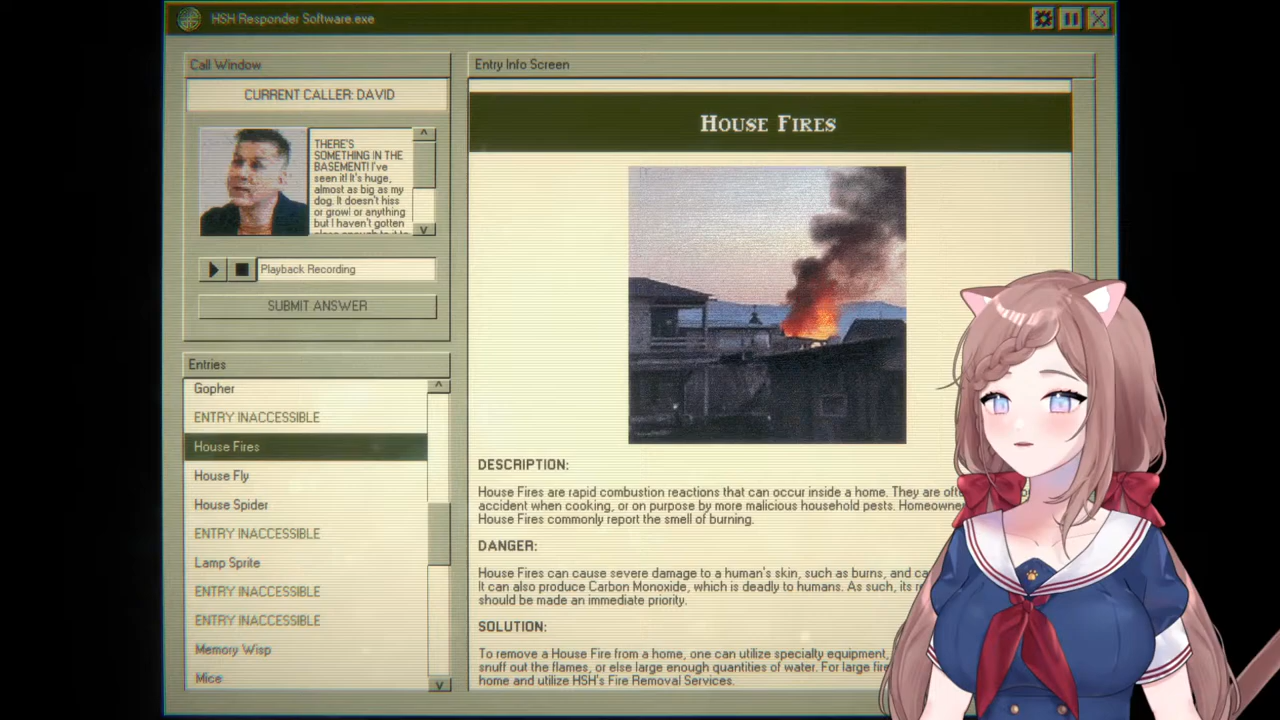 HSH Responder Software.exe
Call Window
CURRENT CALLER: DAVID
THERE'S
SOMETHING IN THE
BASEMENT! I've
seen it! It's huge,
almost as big as my
dog. It doesn't hiss
or growl or anything
but I haven't gotten
Playback Recording
SUBMIT ANSWER
Entries
Gopher
ENTRY INACCESSIBLE
House Fires
House Fly
House Spider
ENTRY INACCESSIBLE
Lamp Sprite
ENTRY INACCESSIBLE
ENTRY INACCESSIBLE
Memory Wisp
Mice
Entry Info Screen
HOUSE FIRES
DESCRIPTION:
House Fires are rapid combustion reactions that can occur inside a home. They are
accident when cooking, or on purpose by more malicious household pests. Homeowner
House Fires commonly report the smell of burning.
DANGER:
House Fires can cause severe damage to a human's skin, such as burns, and
It can also produce Carbon Monoxide, which is deadly to humans. As such, its
should be made an immediate priority.
SOLUTION:
To remove a House Fire from a home, one can utilize specialty equipment,
snuff out the flames, or else large enough quantities of water. For large
home and utilize HSH's Fire Removal Services.